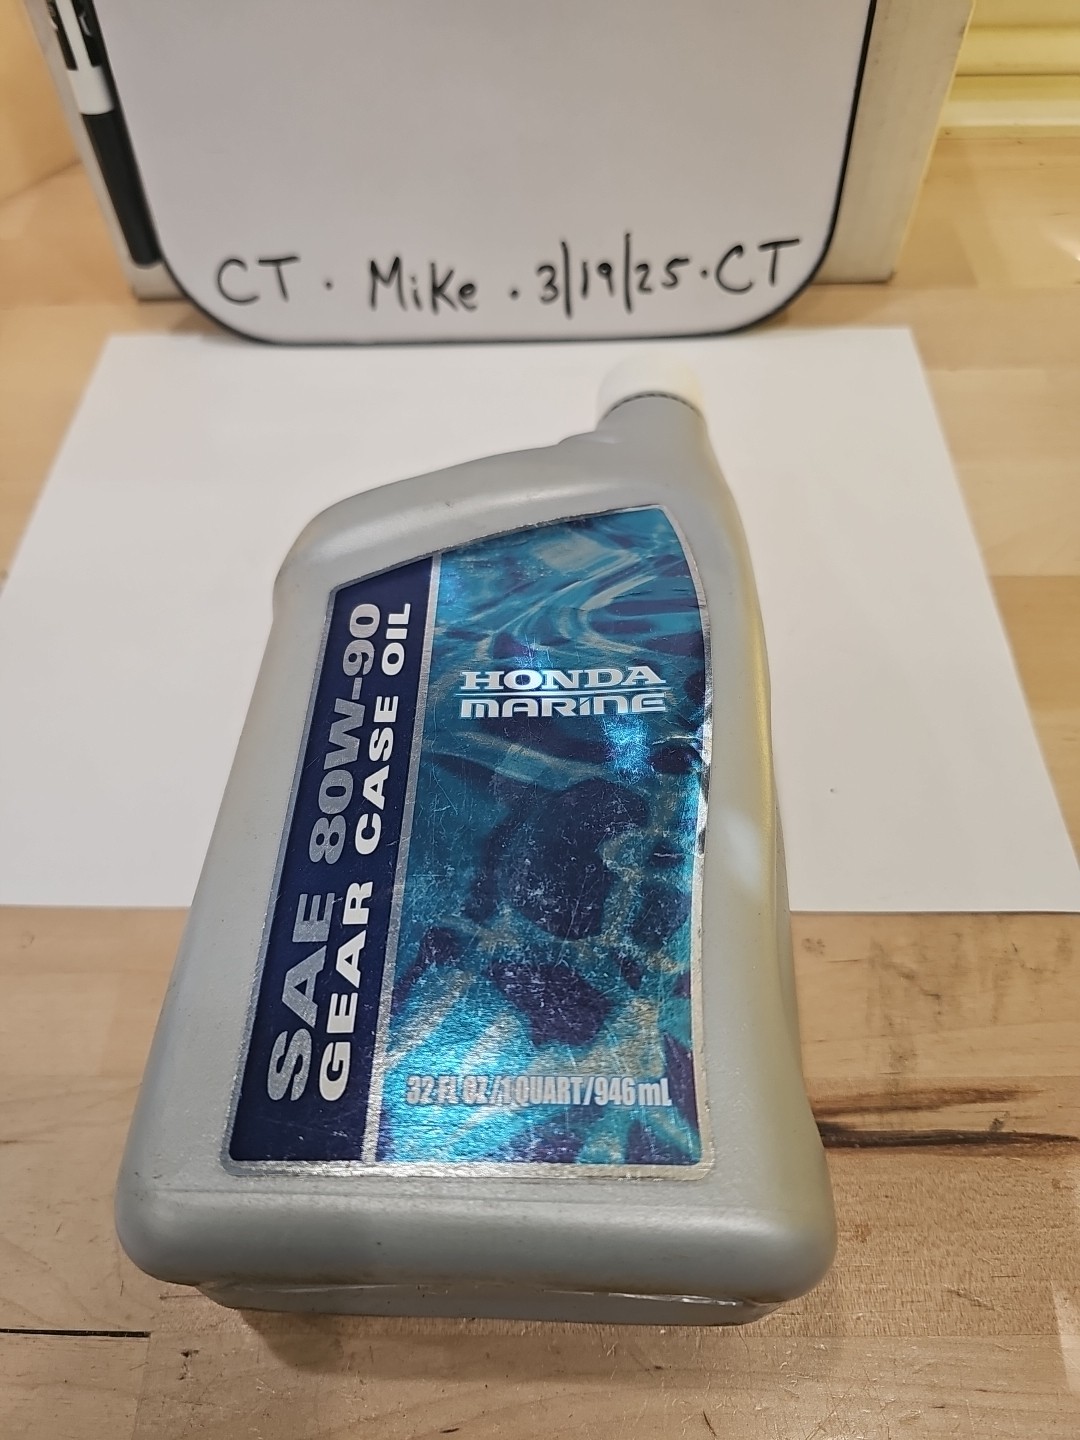 CT · Mike · 3/19/25 · CT
HONDA
MARINE
SAE 80W-90
GEAR CASE OIL
32 FL OZ/1 QUART/946 mL